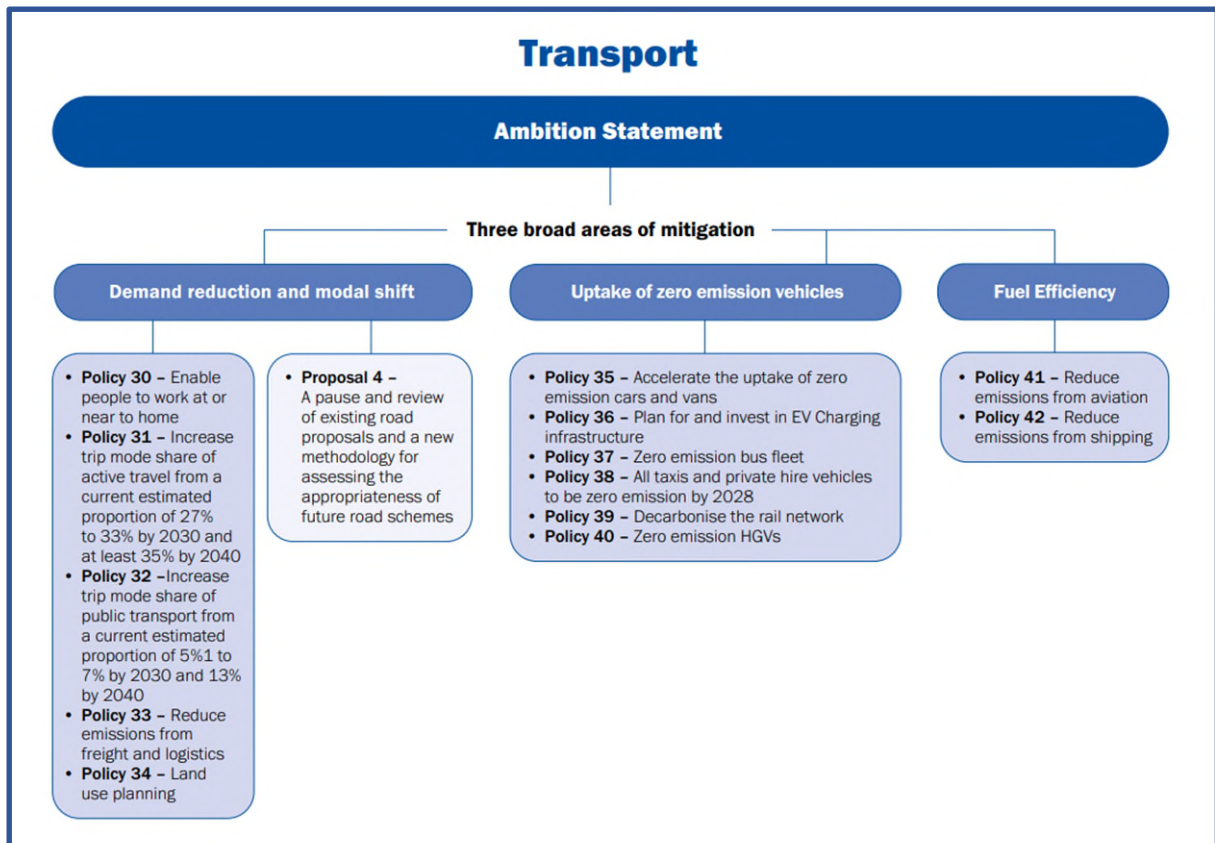 Transport
Ambition Statement
Three broad areas of mitigation
Demand reduction and modal shift
• Policy 30 – Enable
people to work at or
near to home
• Policy 31 – Increase
trip mode share of
active travel from a
current estimated
proportion of 27%
to 33% by 2030 and
at least 35% by 2040
• Policy 32 –Increase
trip mode share of
public transport from
a current estimated
proportion of 5%1 to
7% by 2030 and 13%
by 2040
• Policy 33 – Reduce
emissions from
freight and logistics
• Policy 34 – Land
use planning
• Proposal 4 –
A pause and review
of existing road
proposals and a new
methodology for
assessing the
appropriateness of
future road schemes
Uptake of zero emission vehicles
• Policy 35 – Accelerate the uptake of zero
emission cars and vans
• Policy 36 – Plan for and invest in EV Charging
infrastructure
• Policy 37 – Zero emission bus fleet
• Policy 38 – All taxis and private hire vehicles
to be zero emission by 2028
• Policy 39 – Decarbonise the rail network
• Policy 40 – Zero emission HGVs
Fuel Efficiency
• Policy 41 – Reduce
emissions from aviation
• Policy 42 – Reduce
emissions from shipping